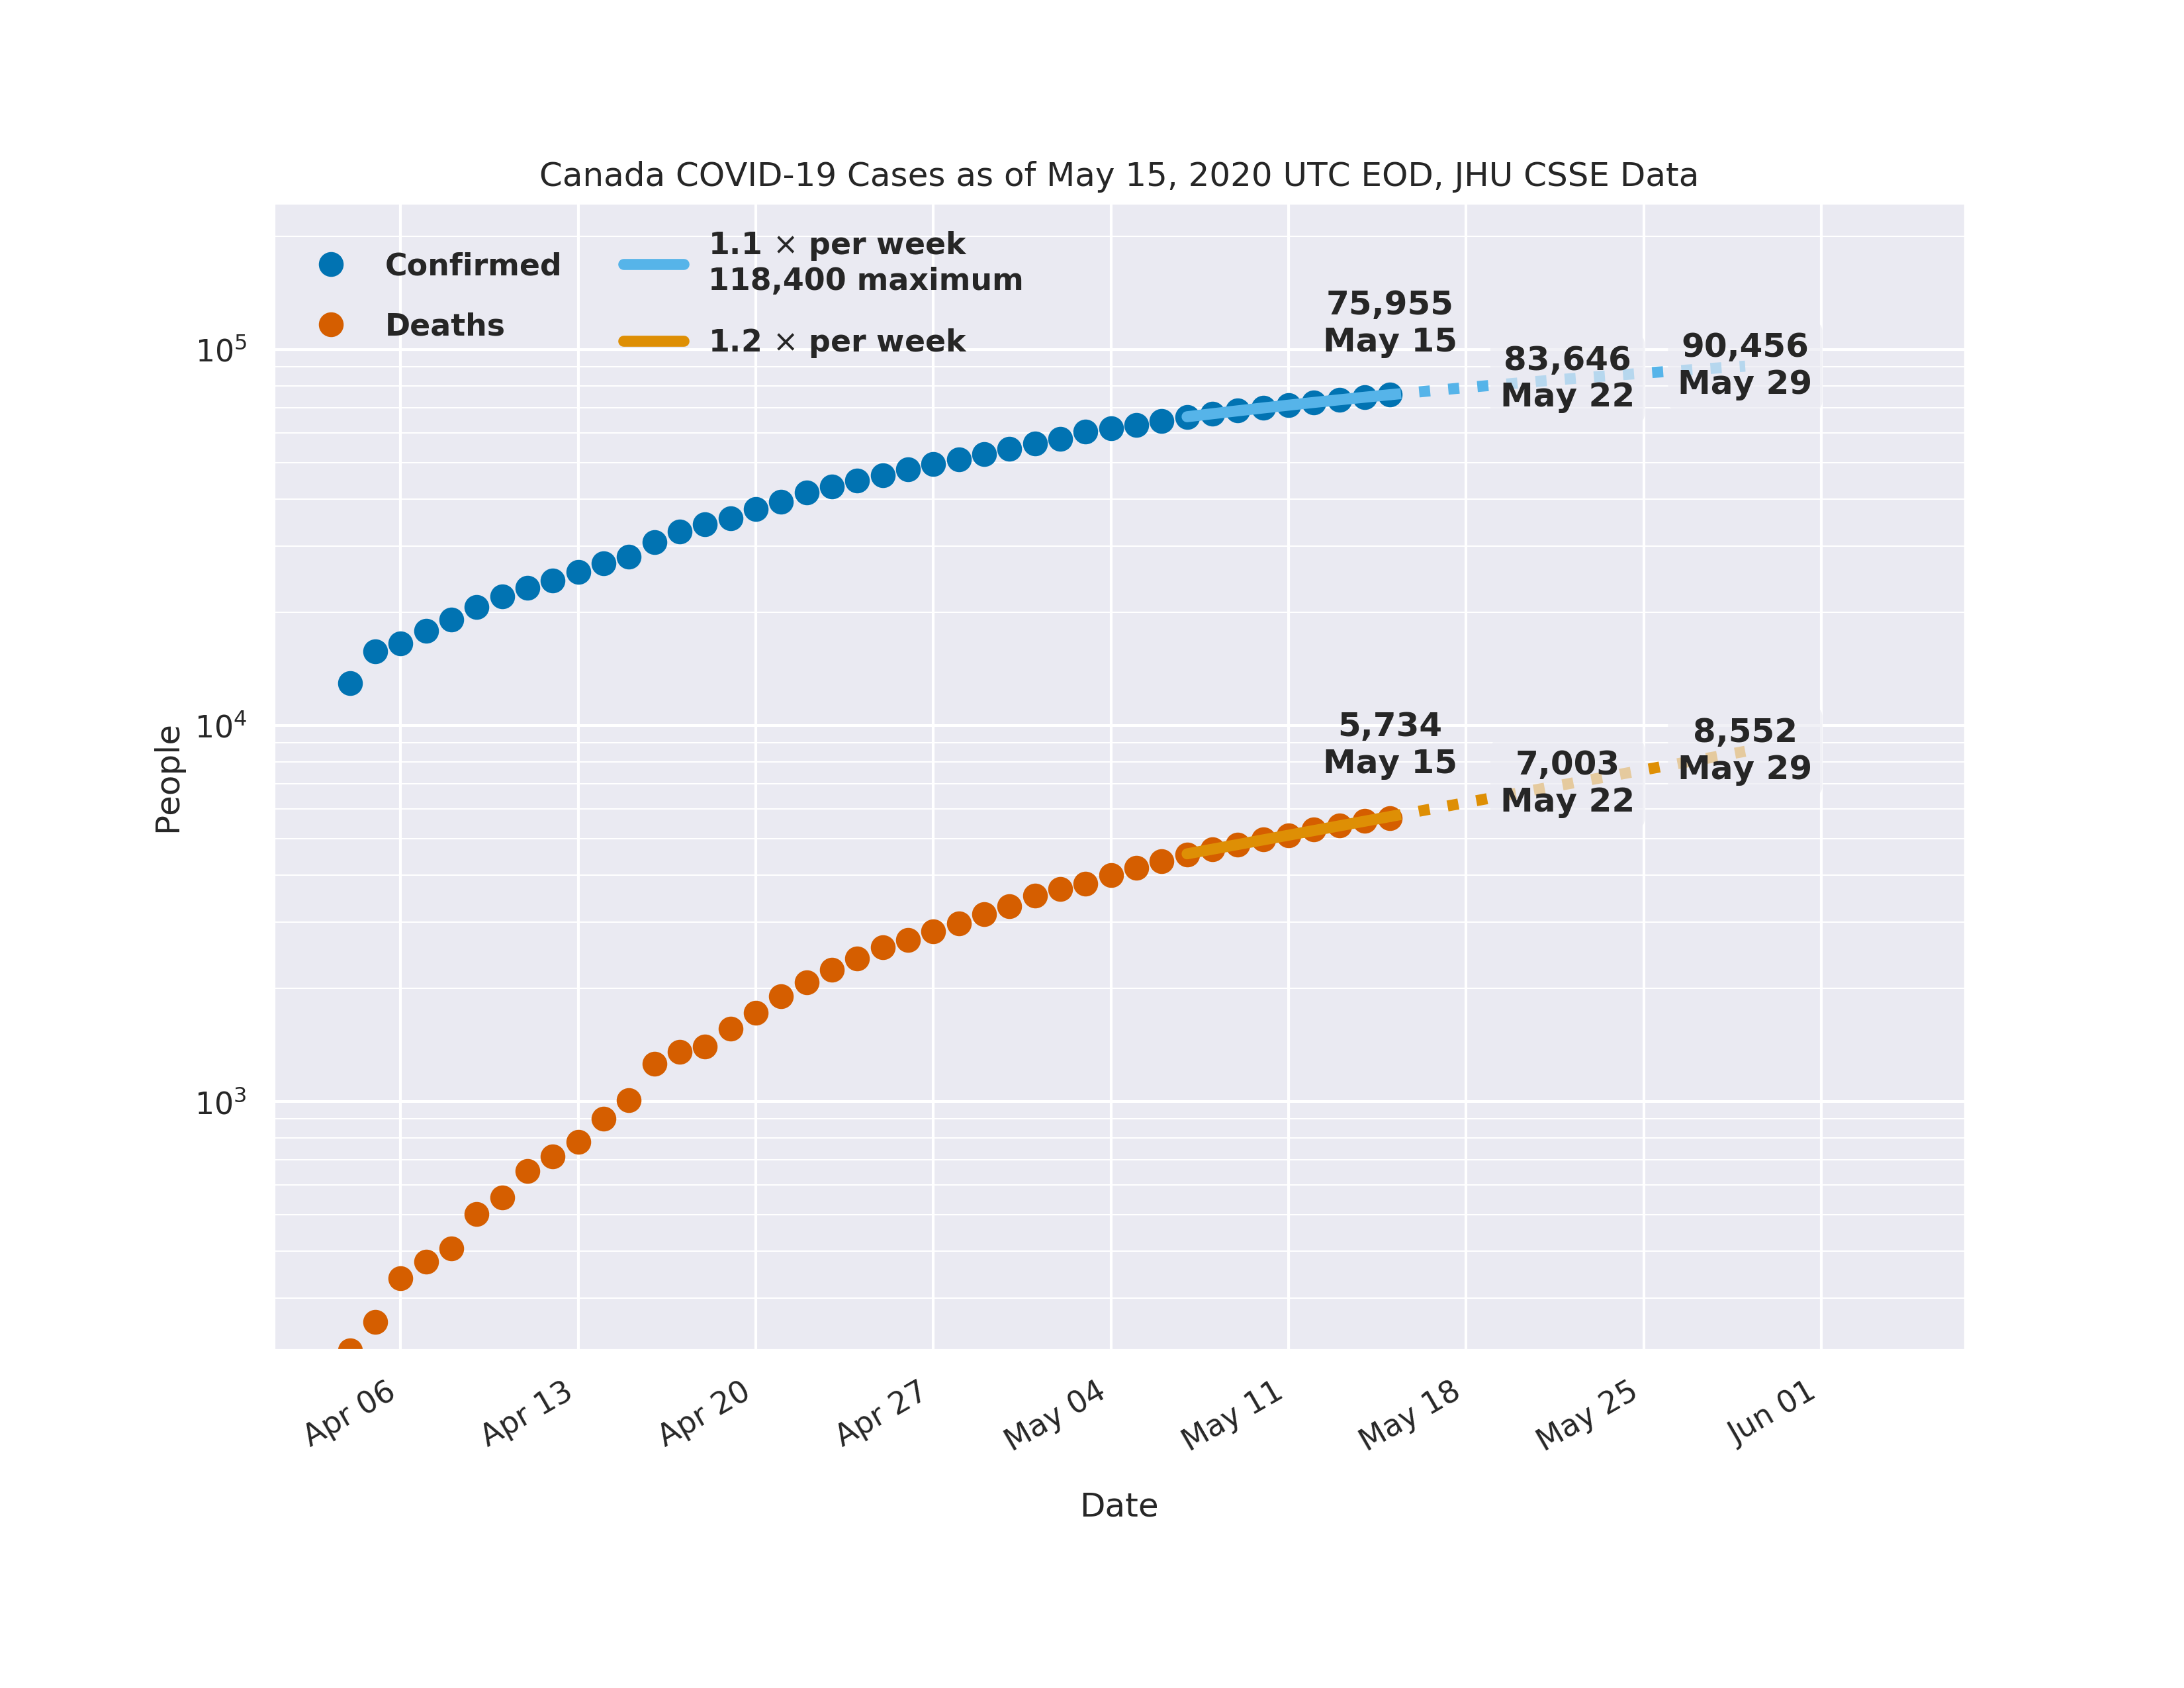 Canada COVID-19 Cases as of May 15, 2020 UTC EOD, JHU CSSE Data
Confirmed
Deaths
1.1 × per week
118,400 maximum
1.2 × per week
75,955
May 15
83,646
May 22
90,456
May 29
5,734
May 15
7,003
May 22
8,552
May 29
People
10⁵
10⁴
10³
Apr 06
Apr 13
Apr 20
Apr 27
May 04
May 11
May 18
May 25
Jun 01
Date